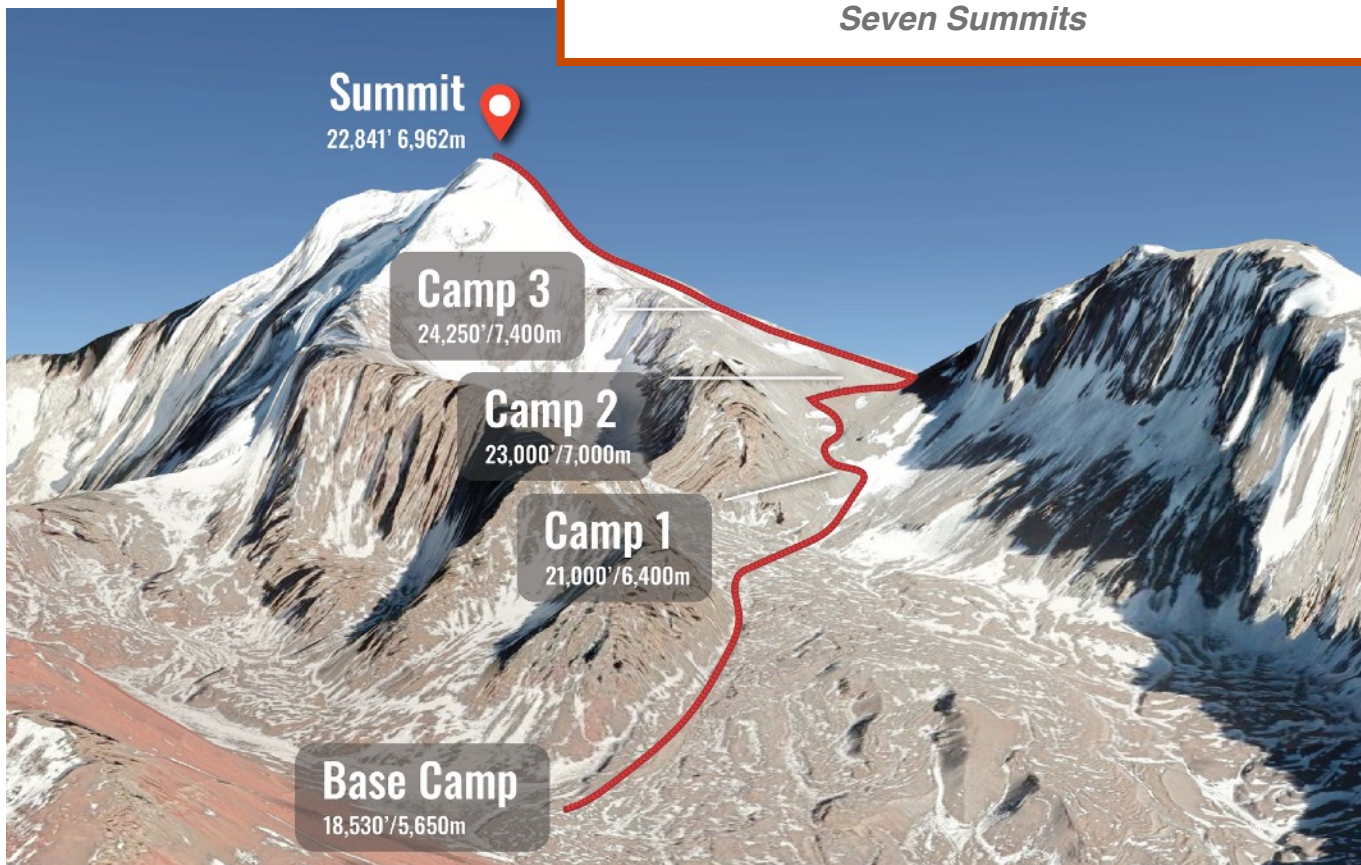 Seven Summits
Summit
22,841' 6,962m
Camp 3
24,250'/7,400m
Camp 2
23,000'/7,000m
Camp 1
21,000'/6,400m
Base Camp
18,530'/5,650m